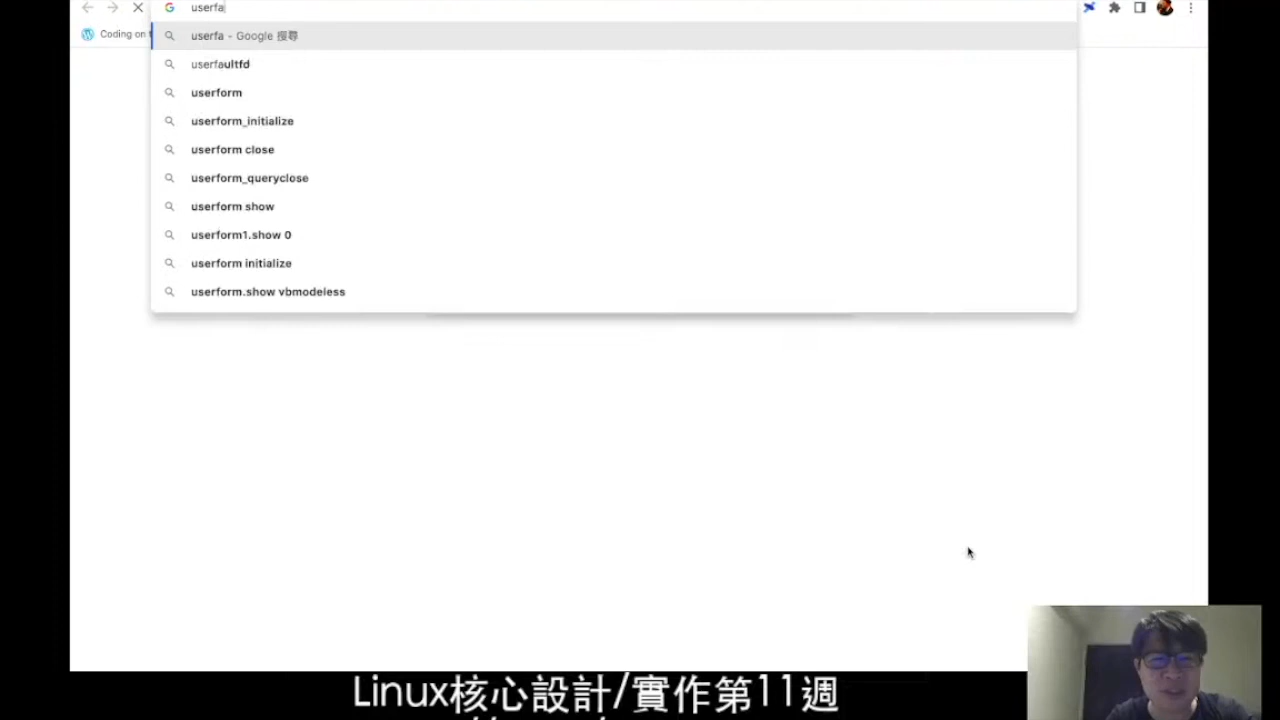 userfa
Coding on
userfa - Google 搜尋
userfaultfd
userform
userform_initialize
userform close
userform_queryclose
userform show
userform1.show 0
userform initialize
userform.show vbmodeless
Linux核心設計/實作第11週